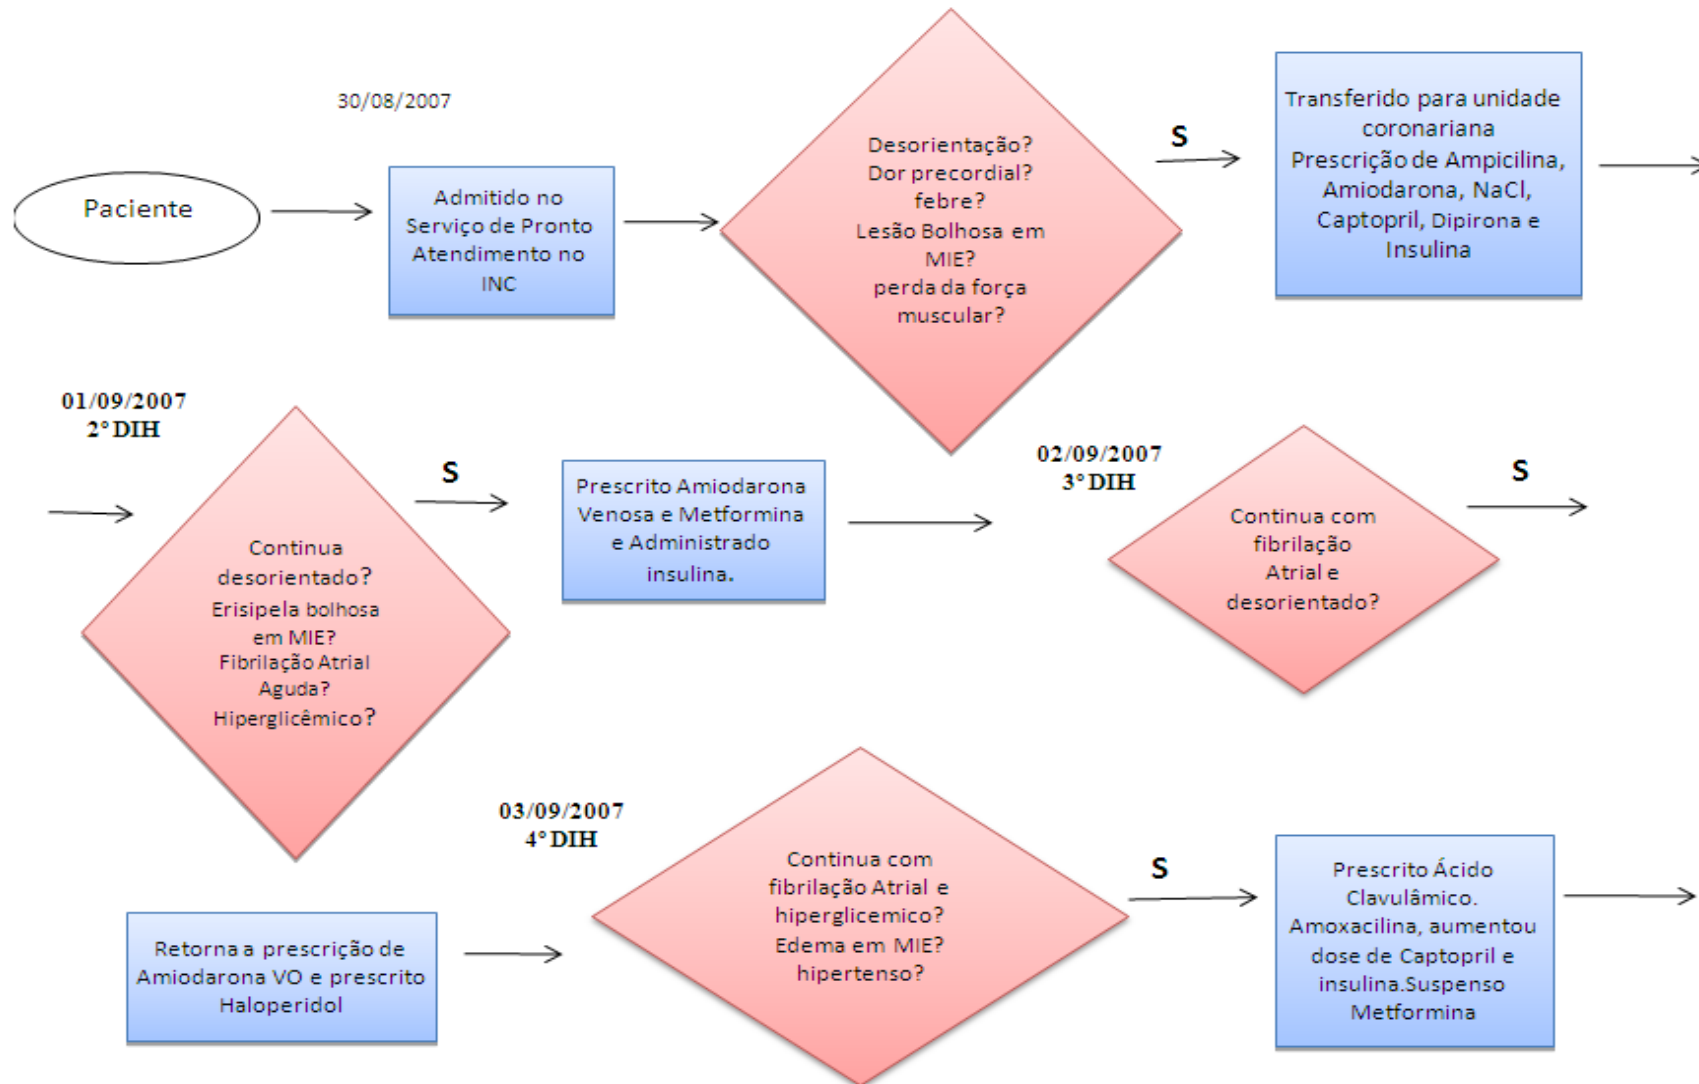 30/08/2007
Paciente
Admitido no
Serviço de Pronto
Atendimento no
INC
Desorientação?
Dor precordial?
febre?
Lesão Bolhosa em
MIE?
perda da força
muscular?
S
Transferido para unidade
coronariana
Prescrição de Ampicilina,
Amiodarona, NaCl,
Captopril, Dipirona e
Insulina
01/09/2007
2° DIH
Continua
desorientado?
Erisipela bolhosa
em MIE?
Fibrilação Atrial
Aguda?
Hiperglicêmico?
S
Prescrito Amiodarona
Venosa e Metformina
e Administrado
insulina.
02/09/2007
3° DIH
Continua com
fibrilação
Atrial e
desorientado?
S
Retorna a prescrição de
Amiodarona VO e prescrito
Haloperidol
03/09/2007
4° DIH
Continua com
fibrilação Atrial e
hiperglicemico?
Edema em MIE?
hipertenso?
S
Prescrito Ácido
Clavulâmico.
Amoxacilina, aumentou
dose de Captopril e
insulina.Suspenso
Metformina